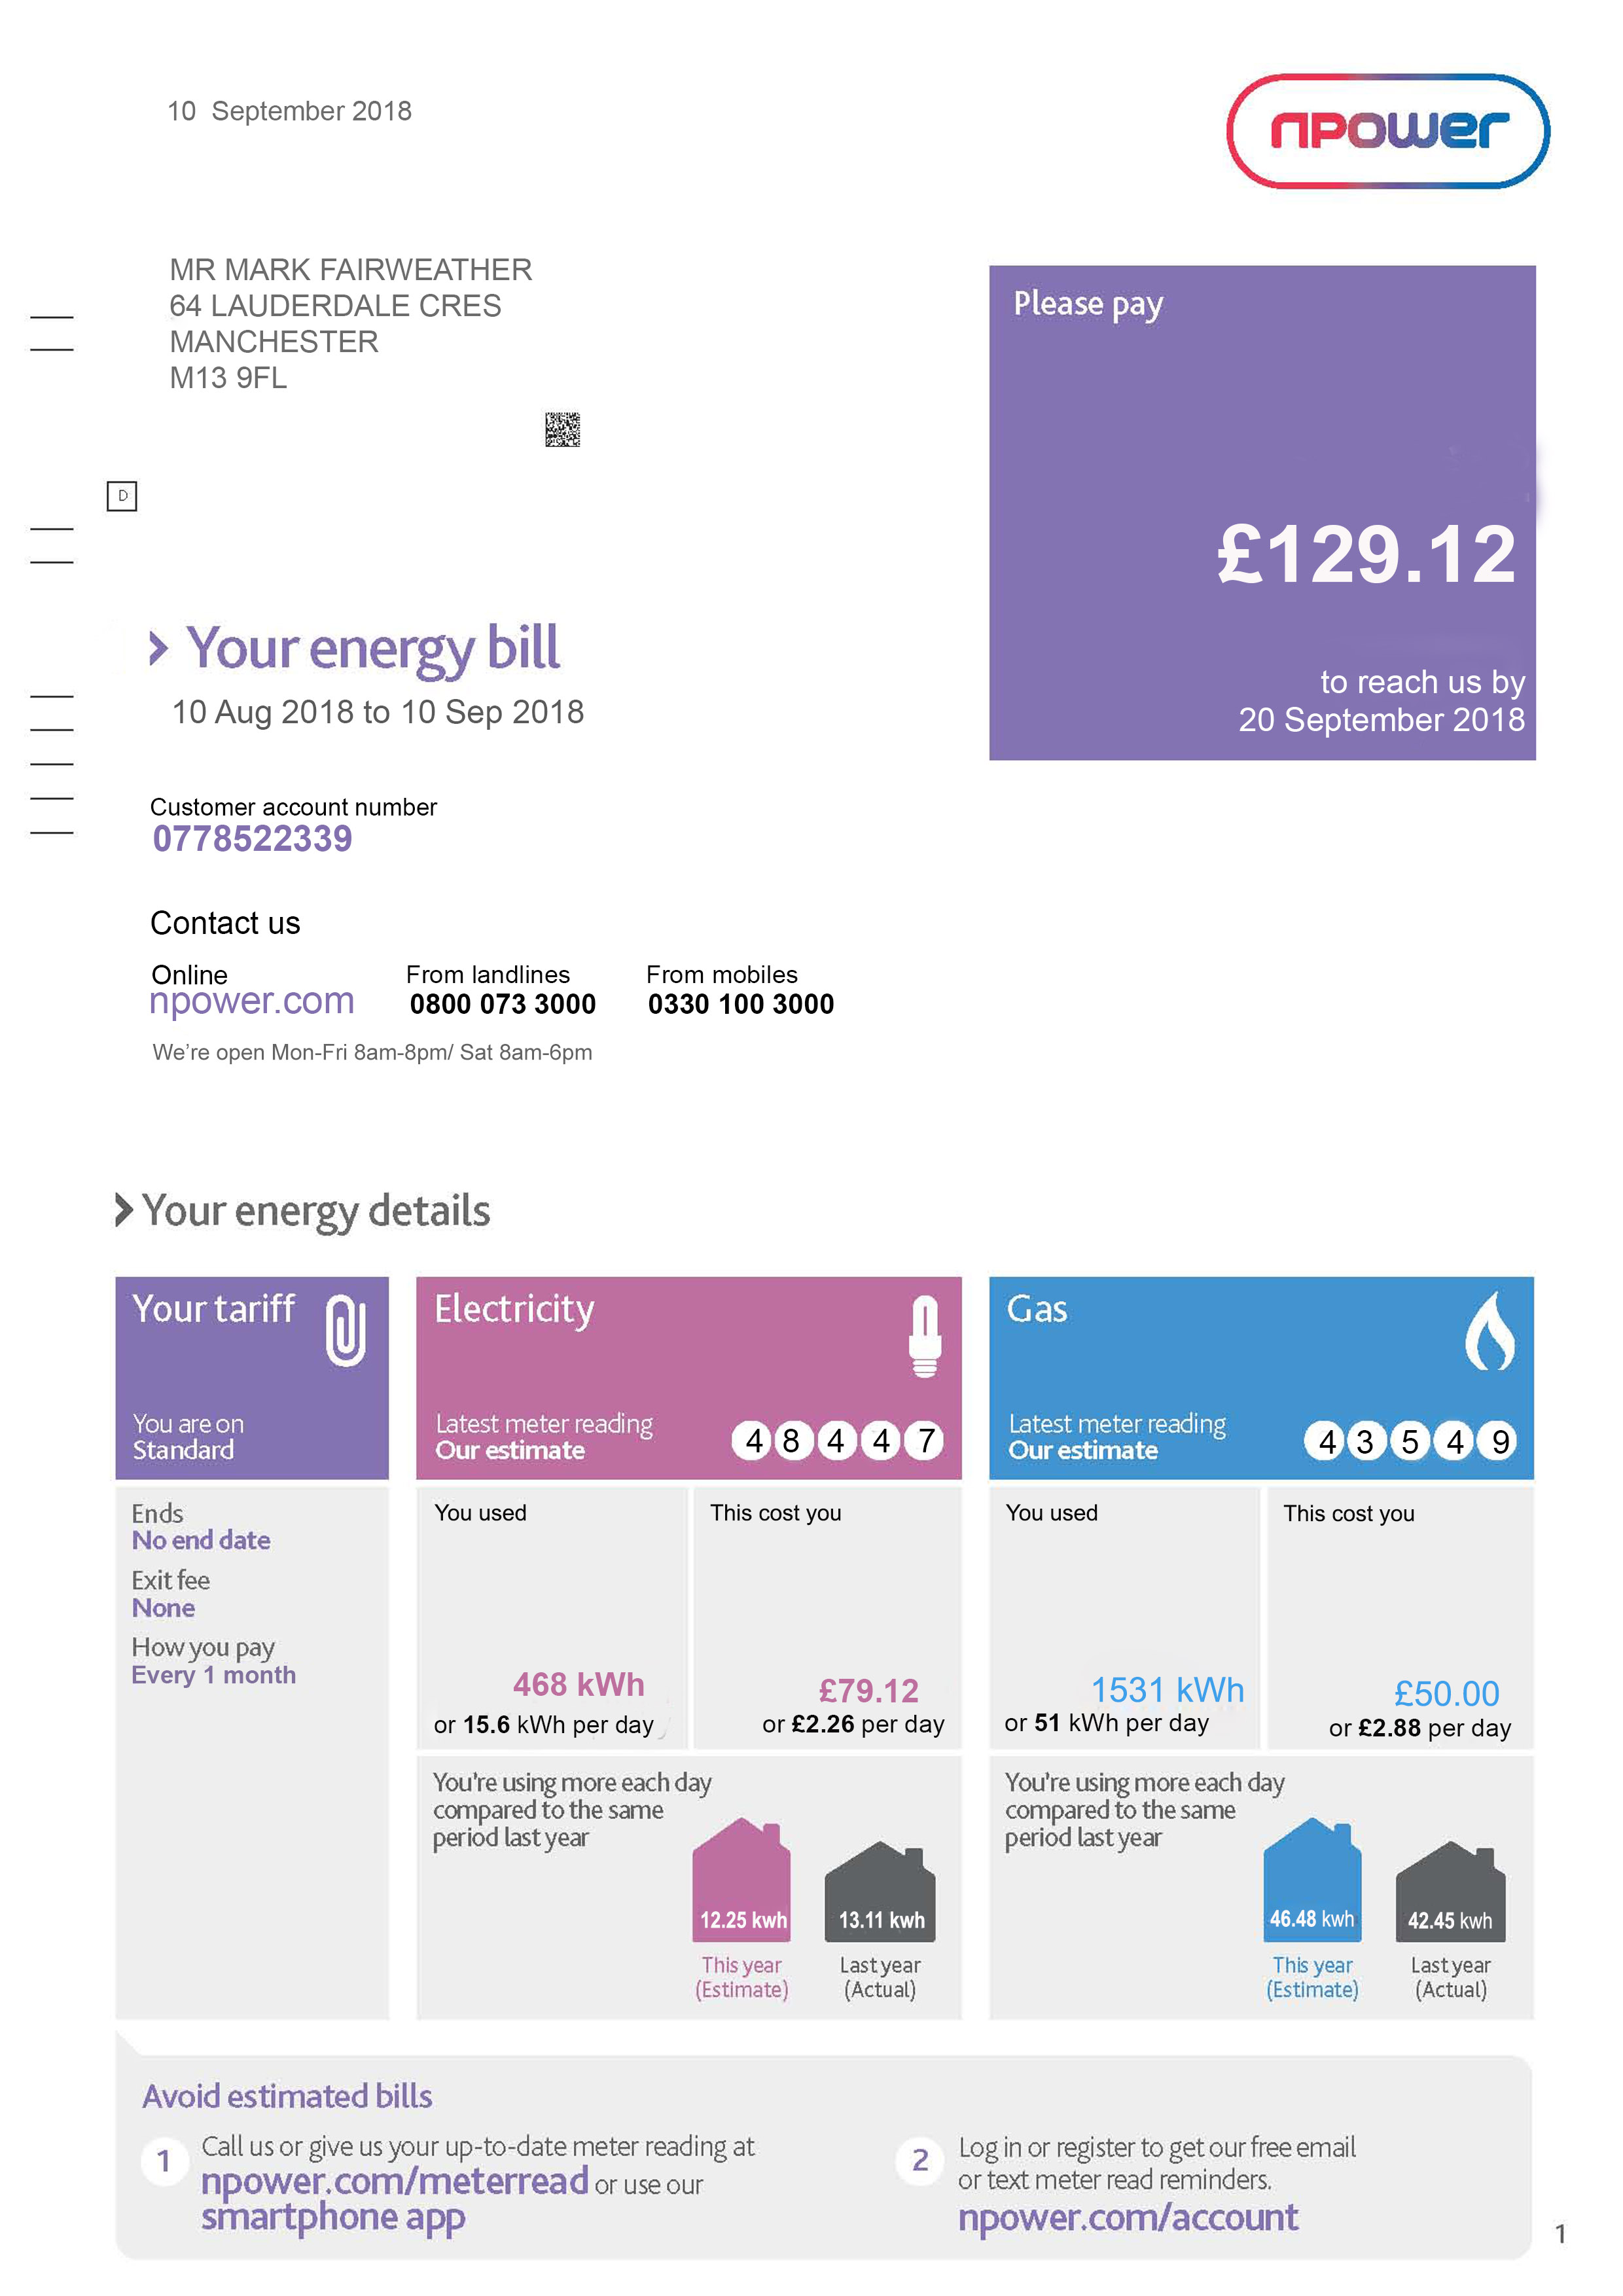 10 September 2018
npower
MR MARK FAIRWEATHER
64 LAUDERDALE CRES
MANCHESTER
M13 9FL
D
Please pay
£129.12
to reach us by
20 September 2018
Your energy bill
10 Aug 2018 to 10 Sep 2018
Customer account number
0778522339
Contact us
Online
npower.com
From landlines
0800 073 3000
From mobiles
0330 100 3000
We're open Mon-Fri 8am-8pm/ Sat 8am-6pm
Your energy details
Your tariff
You are on
Standard
Ends
No end date
Exit fee
None
How you pay
Every 1 month
Electricity
Latest meter reading
Our estimate
4 8 4 4 7
You used
468 kWh
or 15.6 kWh per day
This cost you
£79.12
or £2.26 per day
You're using more each day
compared to the same
period last year
12.25 kwh
This year
(Estimate)
13.11 kwh
Last year
(Actual)
Gas
Latest meter reading
Our estimate
4 3 5 4 9
You used
1531 kWh
or 51 kWh per day
This cost you
£50.00
or £2.88 per day
You're using more each day
compared to the same
period last year
46.48 kwh
This year
(Estimate)
42.45 kwh
Last year
(Actual)
Avoid estimated bills
1
Call us or give us your up-to-date meter reading at
npower.com/meterread or use our
smartphone app
2
Log in or register to get our free email
or text meter read reminders.
npower.com/account
1